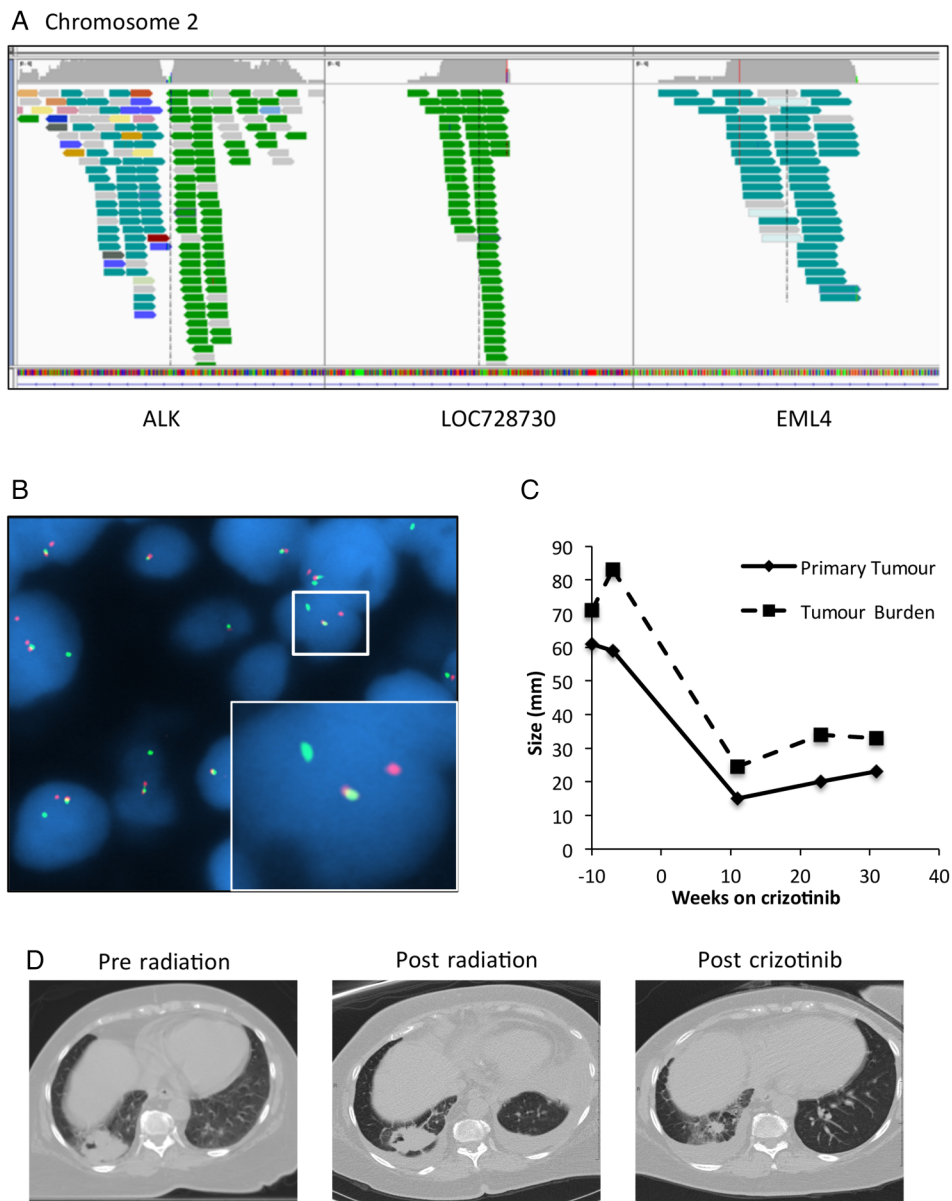 A Chromosome 2
ALK LOC728730 EML4
B
C
90
80
70
60
50
40
30
20
10
0
Size (mm)
Primary Tumour
Tumour Burden
-10 0 10 20 30 40
Weeks on crizotinib
D Pre radiation Post radiation Post crizotinib